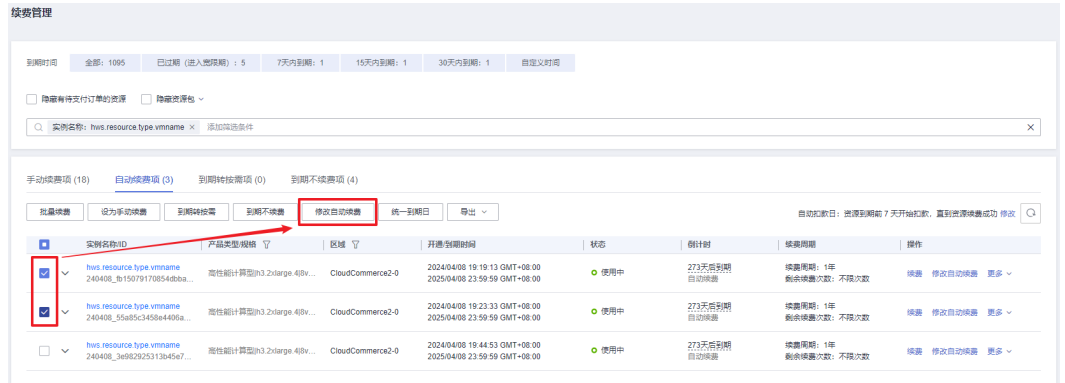 续费管理
到期时间 全部：1095 已过期（进入宽限期）：5 7天内到期：1 15天内到期：1 30天内到期：1 自定义时间
隐藏有待支付订单的资源 隐藏资源包
实例名称：hws.resource.type.vmname × 添加筛选条件
手动续费项 (18) 自动续费项 (3) 到期转按需项 (0) 到期不续费项 (4)
批量续费 设为手动续费 到期转按需 到期不续费 修改自动续费 统一到期日 导出 自动扣款日：资源到期前 7 天开始扣款，直到资源续费成功 修改
实例名称/ID 产品类型/规格 区域 开通/到期时间 状态 倒计时 续费周期 操作
hws.resource.type.vmname 高性能计算型|h3.2xlarge.4|8v... CloudCommerce2-0 2024/04/08 19:19:13 GMT+08:00 使用中 273天后到期 续费周期：1年 续费 修改自动续费 更多
240408_fb15079170854dbba... 2025/04/08 23:59:59 GMT+08:00 自动续费 剩余续费次数：不限次数
hws.resource.type.vmname 高性能计算型|h3.2xlarge.4|8v... CloudCommerce2-0 2024/04/08 19:23:33 GMT+08:00 使用中 273天后到期 续费周期：1年 续费 修改自动续费 更多
240408_55a85c3458e4406a... 2025/04/08 23:59:59 GMT+08:00 自动续费 剩余续费次数：不限次数
hws.resource.type.vmname 高性能计算型|h3.2xlarge.4|8v... CloudCommerce2-0 2024/04/08 19:44:53 GMT+08:00 使用中 273天后到期 续费周期：1年 续费 修改自动续费 更多
240408_3e982925313b45e7... 2025/04/08 23:59:59 GMT+08:00 自动续费 剩余续费次数：不限次数